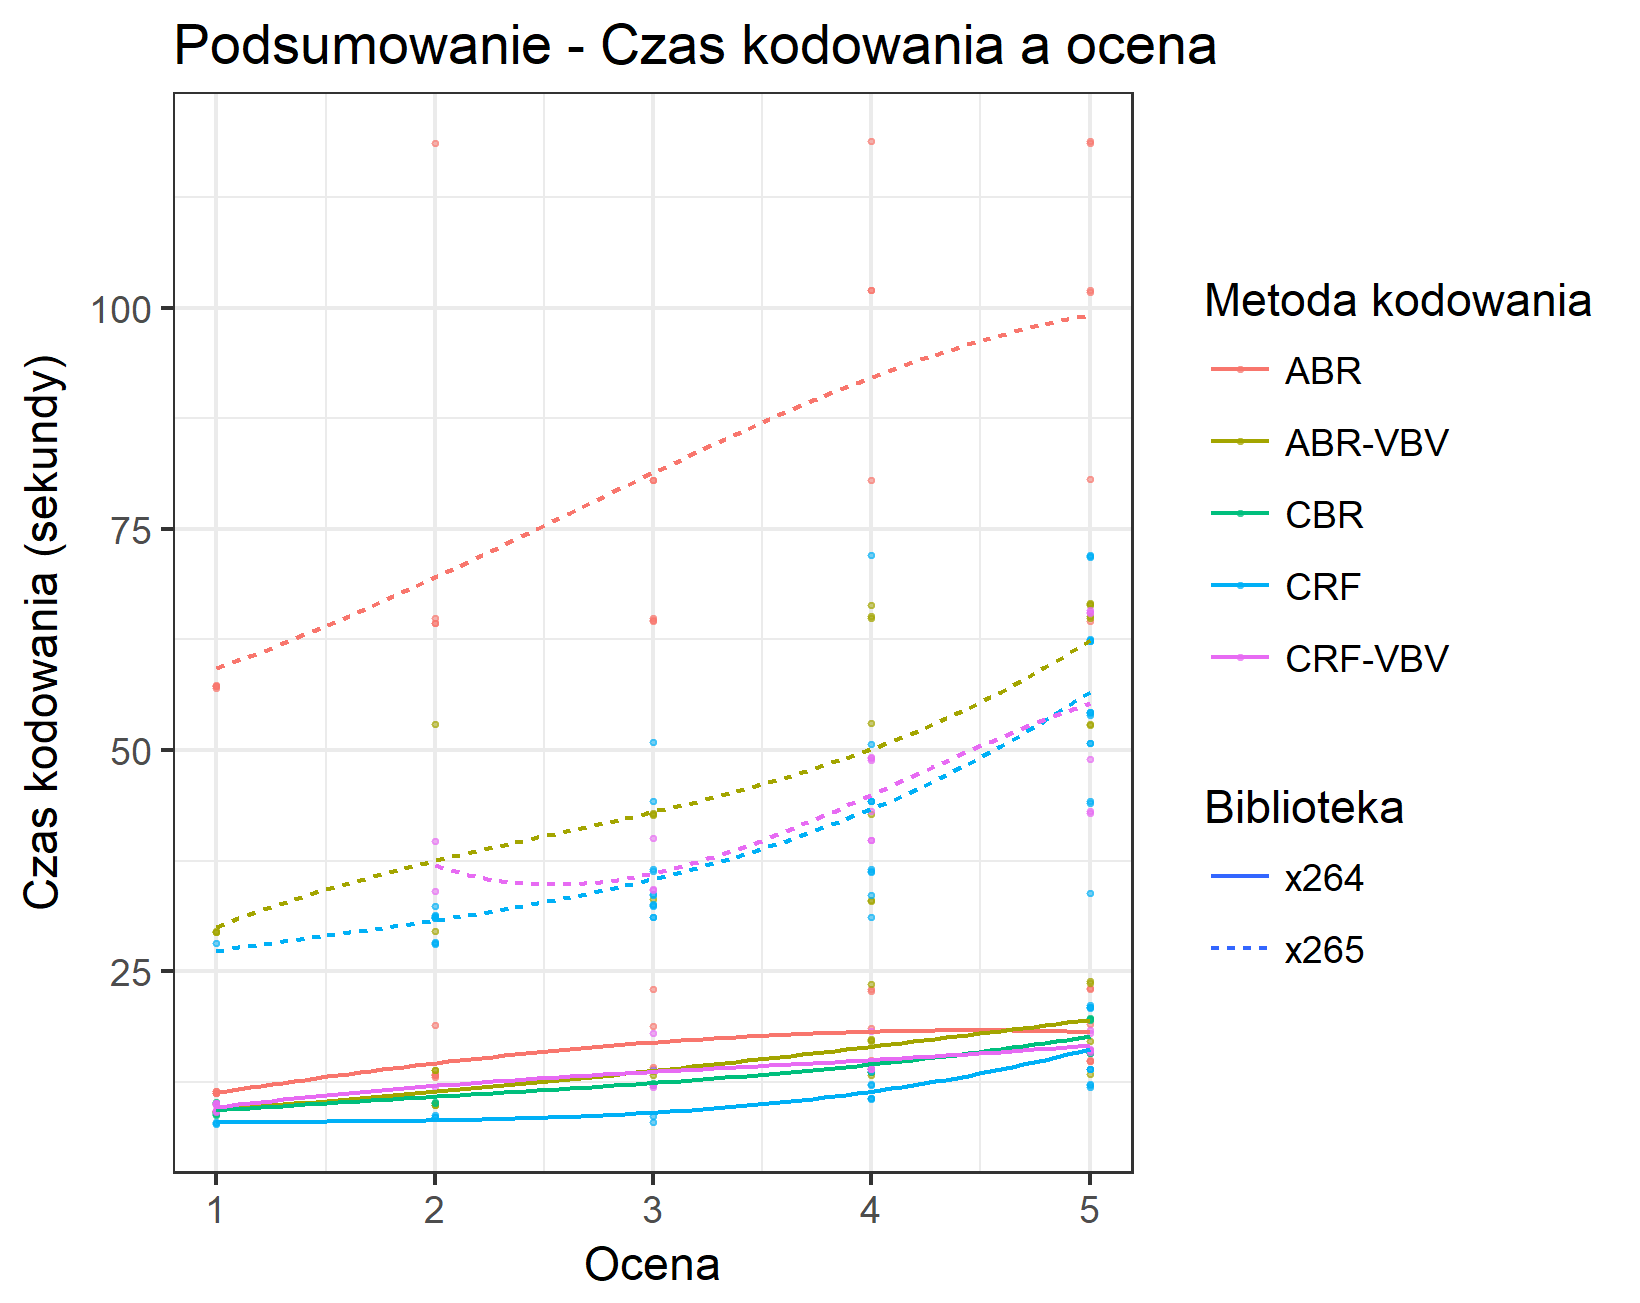 Podsumowanie - Czas kodowania a ocena
Czas kodowania (sekundy)
100
75
50
25
1 2 3 4 5
Ocena
Metoda kodowania
ABR
ABR-VBV
CBR
CRF
CRF-VBV
Biblioteka
x264
x265